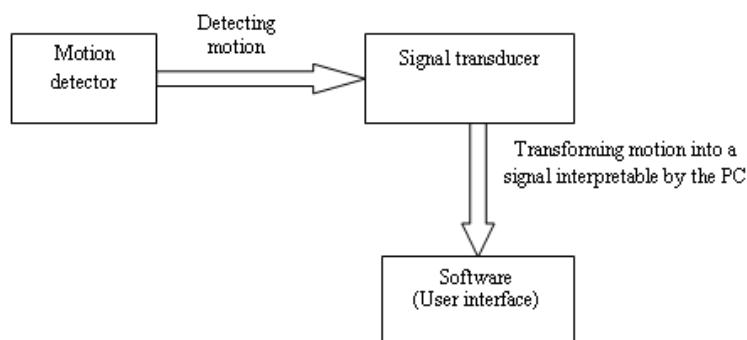 Detecting
motion
Motion
detector
Signal transducer
Transforming motion into a
signal interpretable by the PC
Software
(User interface)